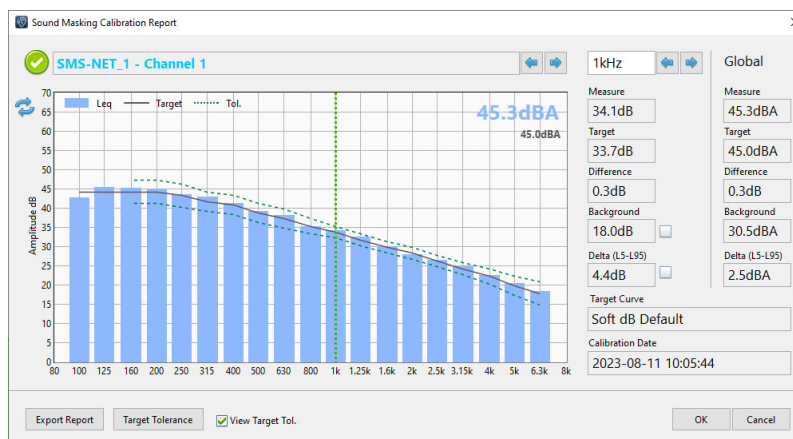 Sound Masking Calibration Report
SMS-NET_1 - Channel 1
1kHz
Global
Leq Target Tol.
45.3dBA
45.0dBA
Amplitude dB
70
65
60
55
50
45
40
35
30
25
20
15
10
5
0
80 100 125 160 200 250 315 400 500 630 800 1k 1.25k 1.6k 2k 2.5k 3.15k 4k 5k 6.3k 8k
Measure Measure
34.1dB 45.3dBA
Target Target
33.7dB 45.0dBA
Difference Difference
0.3dB 0.3dB
Background Background
18.0dB 30.5dBA
Delta (L5-L95) Delta (L5-L95)
4.4dB 2.5dBA
Target Curve
Soft dB Default
Calibration Date
2023-08-11 10:05:44
Export Report Target Tolerance View Target Tol. OK Cancel